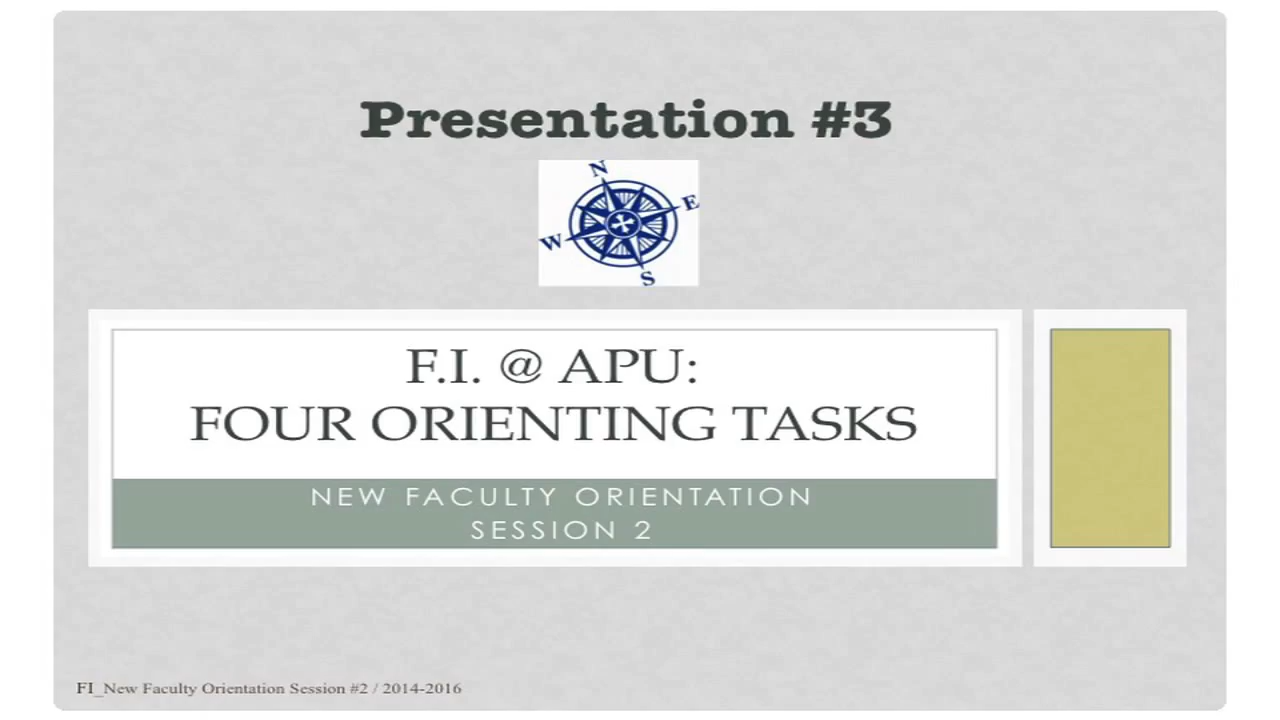 Presentation #3
N
E
W
S
F.I. @ APU:
FOUR ORIENTING TASKS
NEW FACULTY ORIENTATION
SESSION 2
FI_New Faculty Orientation Session #2 / 2014-2016